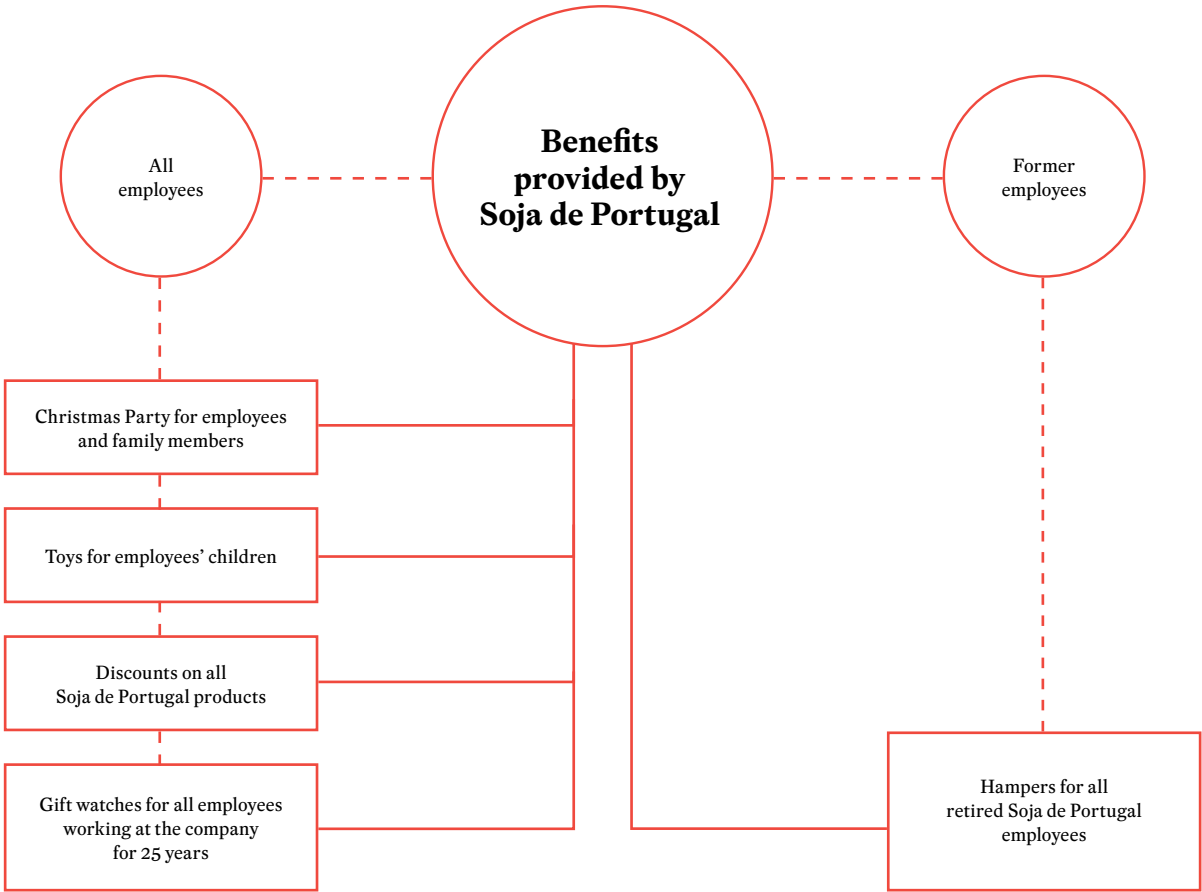 All
employees
Benefits
provided by
Soja de Portugal
Former
employees
Christmas Party for employees
and family members
Toys for employees’ children
Discounts on all
Soja de Portugal products
Gift watches for all employees
working at the company
for 25 years
Hampers for all
retired Soja de Portugal
employees